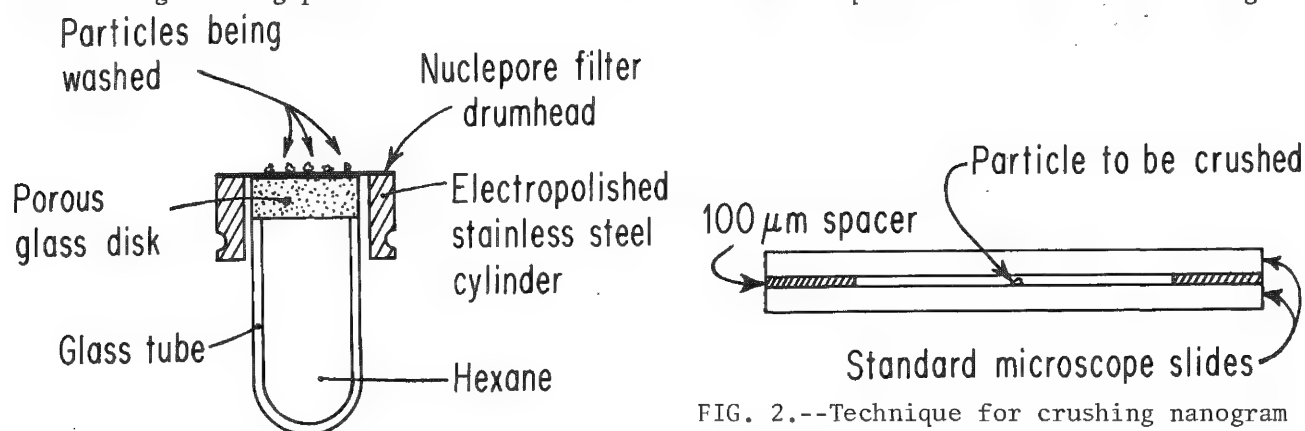 Particles being
washed
Nuclepore filter
drumhead
Porous
glass disk
Electropolished
stainless steel
cylinder
Glass tube
Hexane
Particle to be crushed
100 μm spacer
Standard microscope slides
FIG. 2.--Technique for crushing nanogram